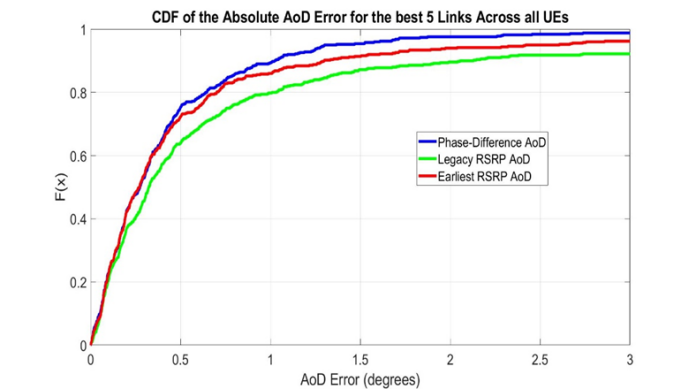 CDF of the Absolute AoD Error for the best 5 Links Across all UEs
1
0.8
0.6
0.4
0.2
0
F(x)
Phase-Difference AoD
Legacy RSRP AoD
Earliest RSRP AoD
0 0.5 1 1.5 2 2.5 3
AoD Error (degrees)